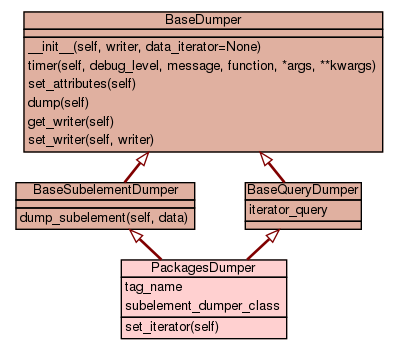 BaseDumper
__init__(self, writer, data_iterator=None)
timer(self, debug_level, message, function, *args, **kwargs)
set_attributes(self)
dump(self)
get_writer(self)
set_writer(self, writer)
BaseSubelementDumper
dump_subelement(self, data)
BaseQueryDumper
iterator_query
PackagesDumper
tag_name
subelement_dumper_class
set_iterator(self)